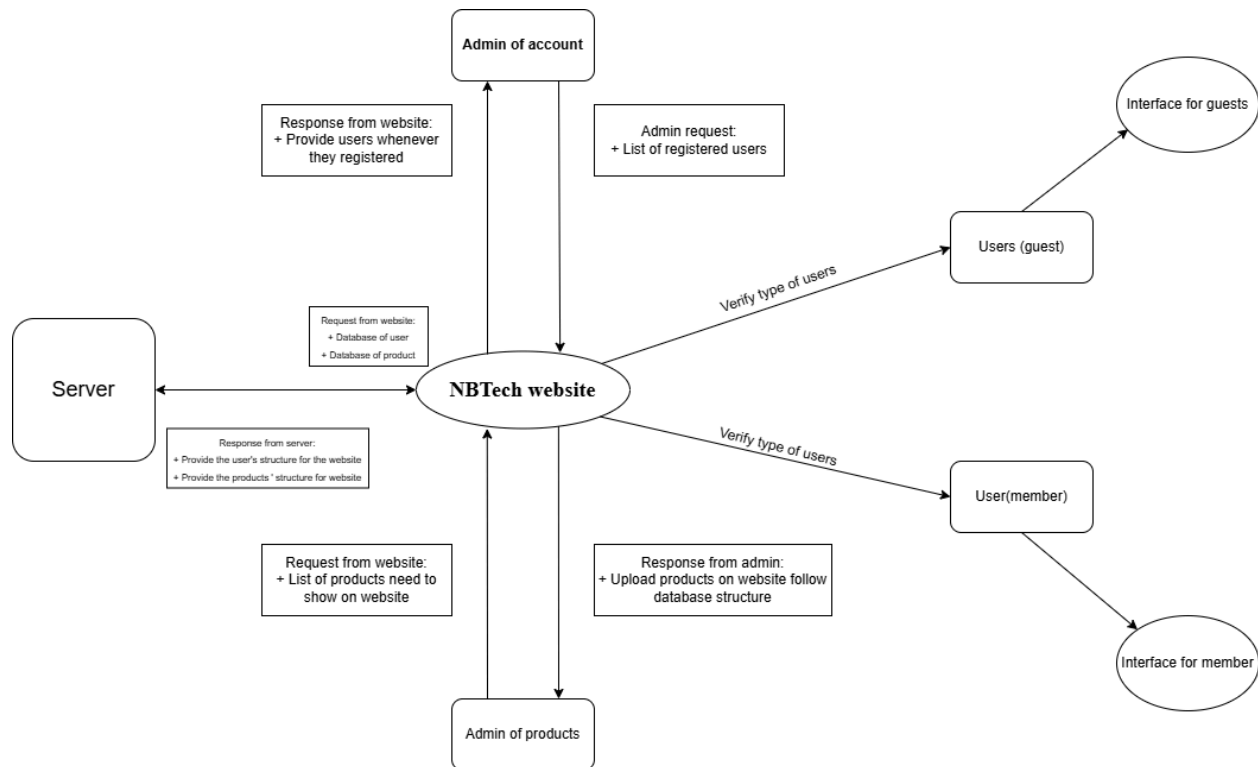 Admin of account
Response from website:
+ Provide users whenever
they registered
Admin request:
+ List of registered users
Interface for guests
Users (guest)
Verify type of users
Request from website:
+ Database of user
+ Database of product
Server
NBTech website
Response from server:
+ Provide the user's structure for the website
+ Provide the products ' structure for website
Verify type of users
User(member)
Request from website:
+ List of products need to
show on website
Response from admin:
+ Upload products on website follow
database structure
Interface for member
Admin of products